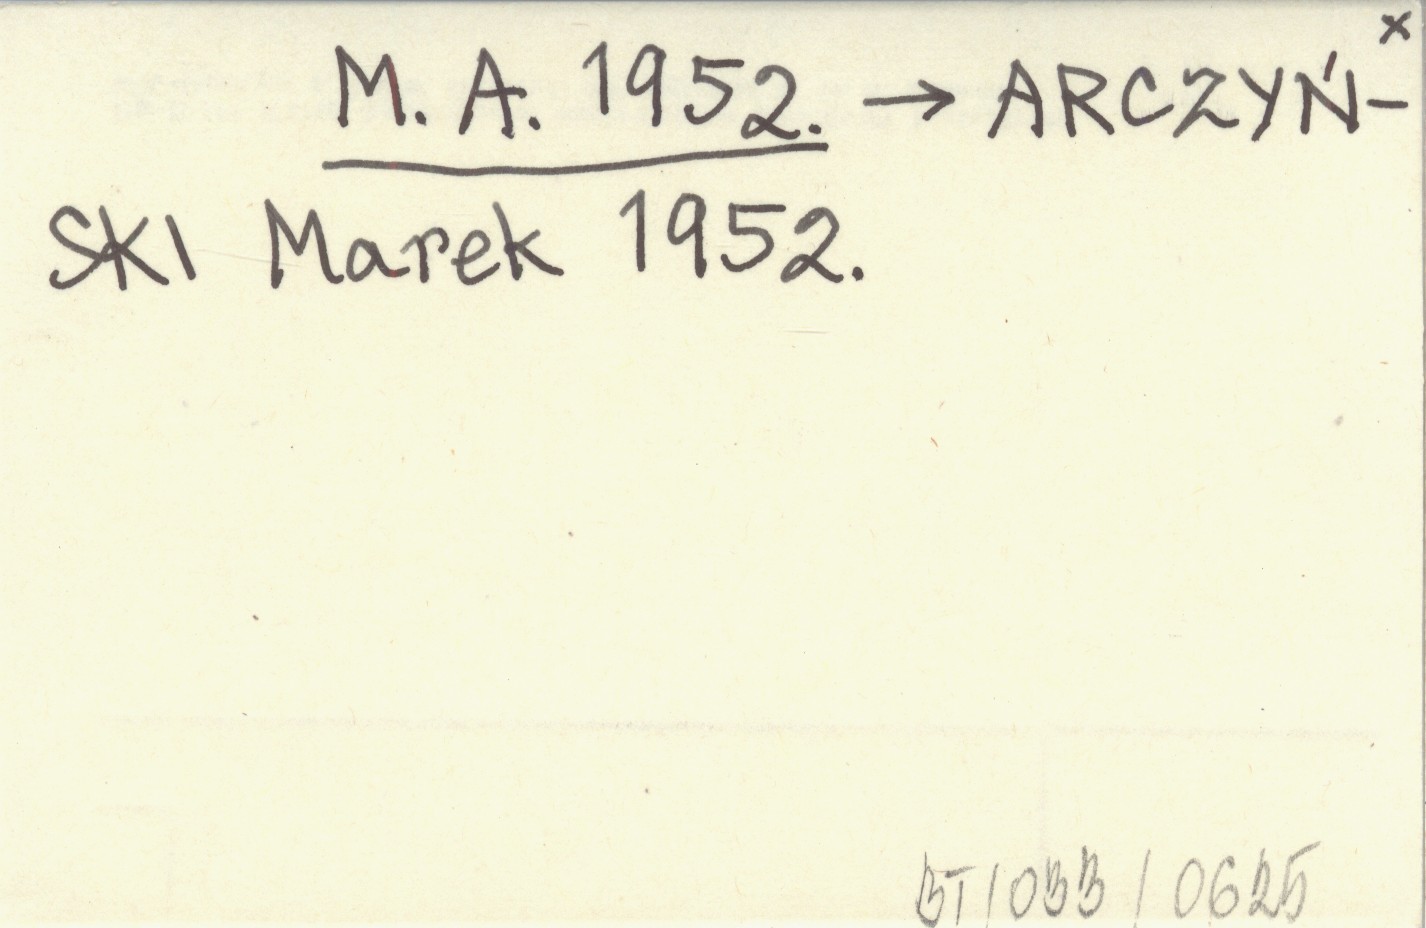 x
M. A. 1952. → ARCZYŃ-
SKI Marek 1952.
BT/033/0625